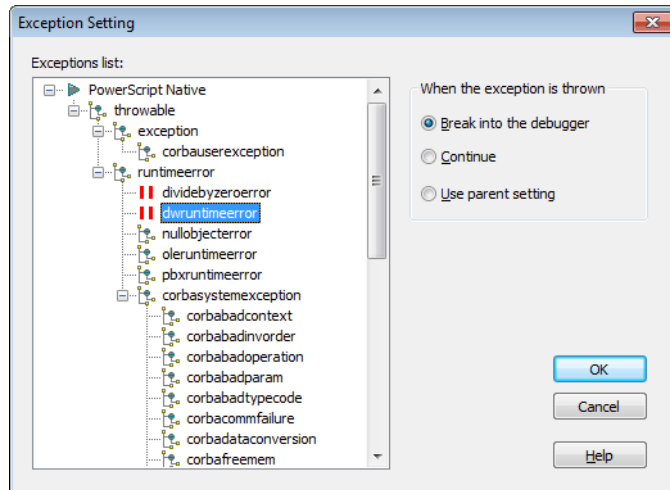 Exception Setting
Exceptions list:
PowerScript Native
throwable
exception
corbauserexception
runtimeerror
dividebyzeroerror
dwruntimeerror
nullobjecterror
oleruntimeerror
pbxruntimeerror
corbasystemexception
corbabadcontext
corbabadinvorder
corbabadoperation
corbabadparam
corbabadtypecode
corbacommfailure
corbadataconversion
corbafreemem
When the exception is thrown
Break into the debugger
Continue
Use parent setting
OK
Cancel
Help